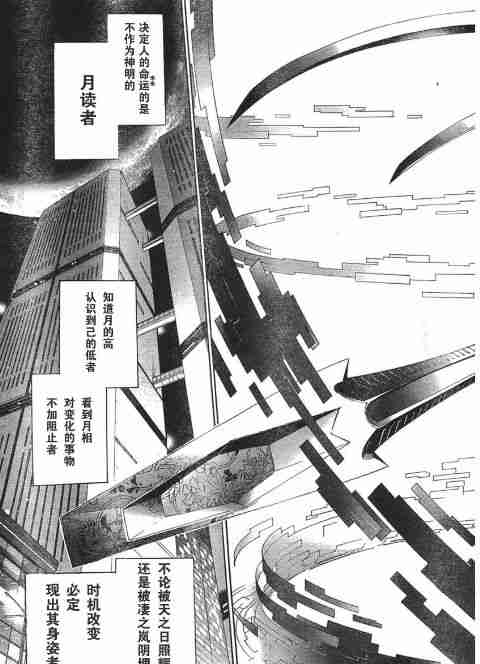 决定人的命运的是
不作为神明的
月读者
知道月的高
认识到己的低者
看到月相
对变化的事物
不加阻止者
不论被天之日照
还是被凄之岚阴
时机改变
必定
现出其身姿者